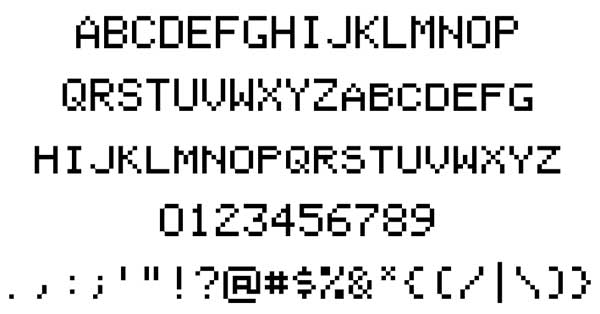 ABCDEFGHIJKLMNOP
QRSTUVWXYZABCDEFG
HIJKLMNOPQRSTUVWXYZ
0123456789
.,:;'"!?@#$%&*{(/|\)}